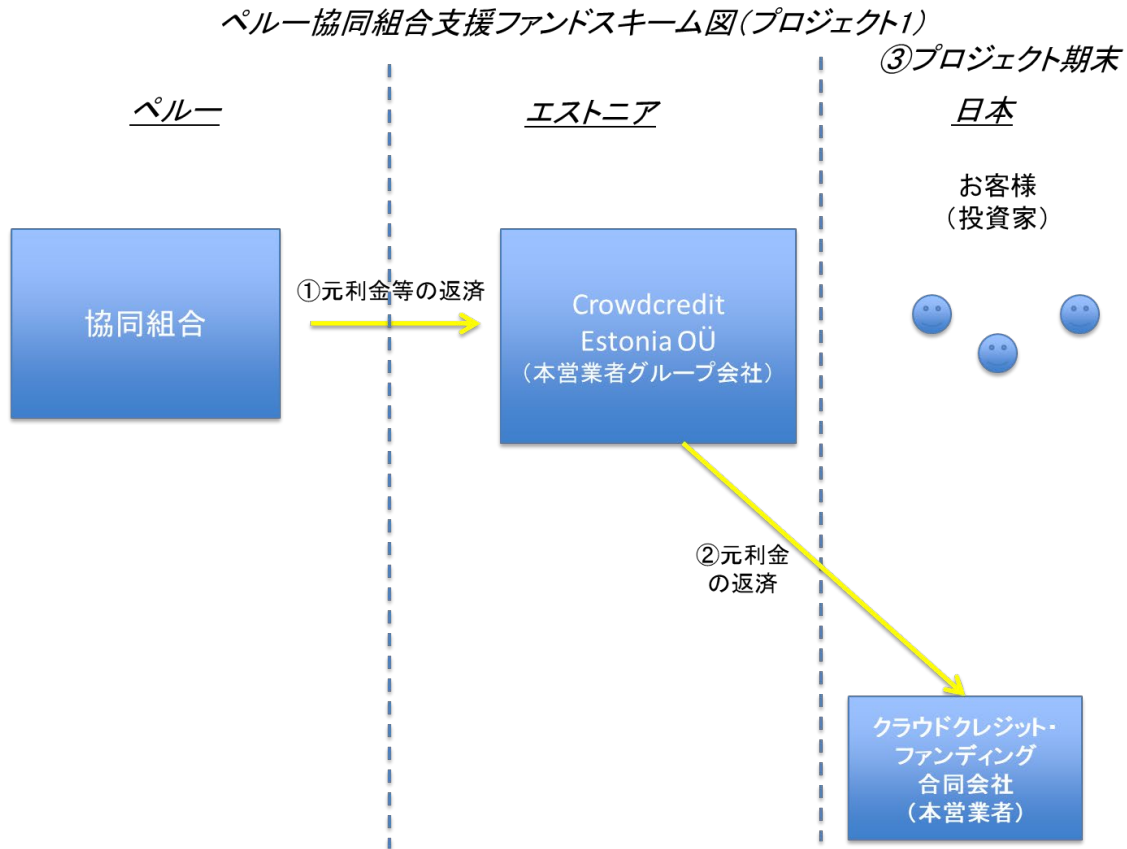 ペルー協同組合支援ファンドスキーム図(プロジェクト1)
③プロジェクト期末
ペルー
エストニア
日本
お客様
(投資家)
協同組合
①元利金等の返済
Crowdcredit
Estonia OÜ
(本営業者グループ会社)
②元利金
の返済
クラウドクレジット・
ファンディング
合同会社
(本営業者)